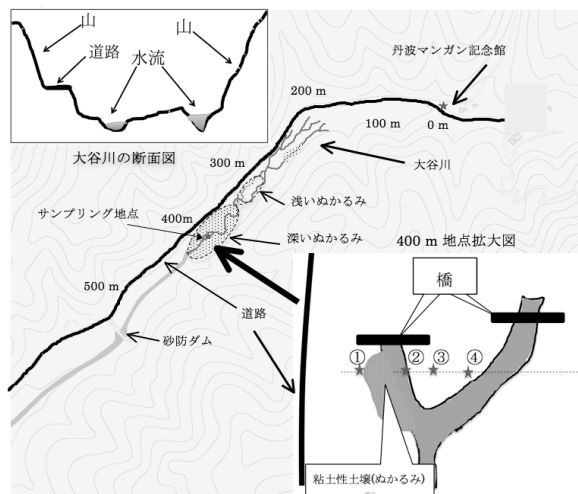 山
山
道路
水流
大谷川の断面図
丹波マンガン記念館
200 m
100 m
0 m
300 m
大谷川
浅いぬかるみ
サンプリング地点
400m
深いぬかるみ
400 m 地点拡大図
500 m
道路
砂防ダム
橋
① ② ③ ④
粘土性土壌(ぬかるみ)